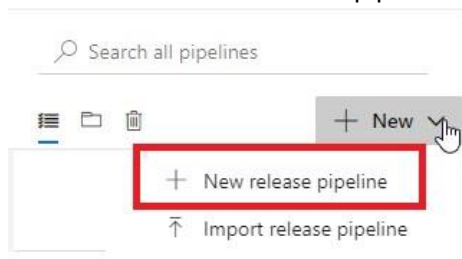 Search all pipelines
+ New
+ New release pipeline
Import release pipeline